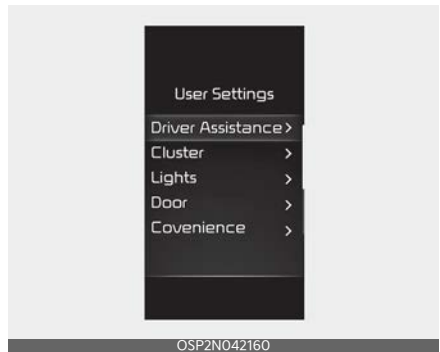 User Settings
Driver Assistance >
Cluster >
Lights >
Door >
Covenience >
OSP2N042160